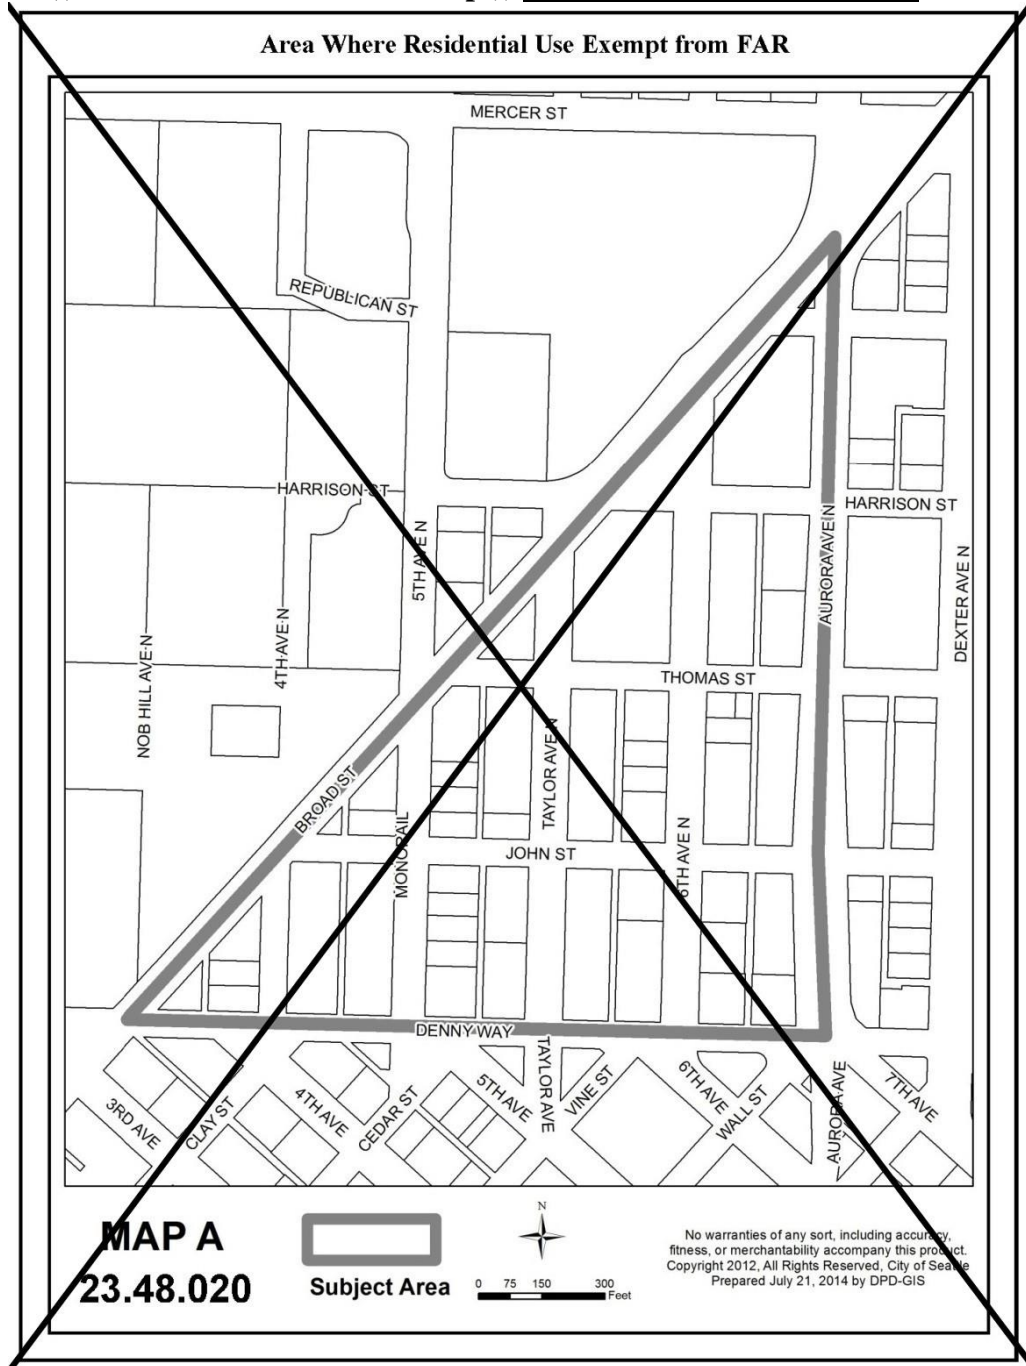 Area Where Residential Use Exempt from FAR
MERCER ST
REPUBLICAN ST
HARRISON ST
HARRISON ST
5TH AVE N
AURORA AVE N
DEXTER AVE N
NOB HILL AVE N
4TH AVE N
THOMAS ST
TAYLOR AVE N
BROAD ST
MONORAIL
6TH AVE N
JOHN ST
DENNY WAY
3RD AVE
CLAY ST
4TH AVE
CEDAR ST
5TH AVE
TAYLOR AVE
VINE ST
6TH AVE
WALL ST
AURORA AVE
7TH AVE
MAP A
23.48.020
Subject Area
N
0 75 150 300
Feet
No warranties of any sort, including accuracy,
fitness, or merchantability accompany this product.
Copyright 2012, All Rights Reserved, City of Seattle
Prepared July 21, 2014 by DPD-GIS